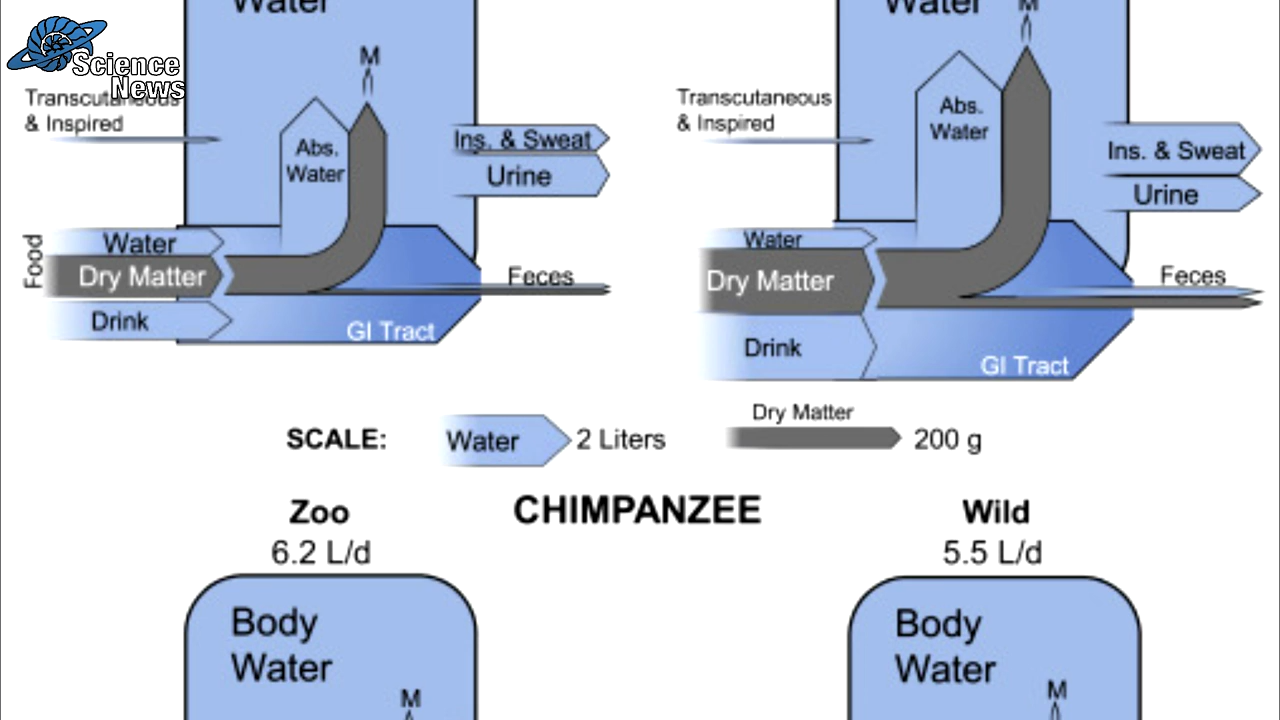 Water
Water
M
M
Science
News
Transcutaneous
& Inspired
Transcutaneous
& Inspired
Abs.
Water
Ins. & Sweat
Urine
Abs.
Water
Ins. & Sweat
Urine
Food
Water
Dry Matter
Drink
Feces
GI Tract
Water
Dry Matter
Drink
Feces
GI Tract
SCALE:
Water
2 Liters
Dry Matter
200 g
Zoo
CHIMPANZEE
Wild
6.2 L/d
5.5 L/d
Body
Water
M
Body
Water
M